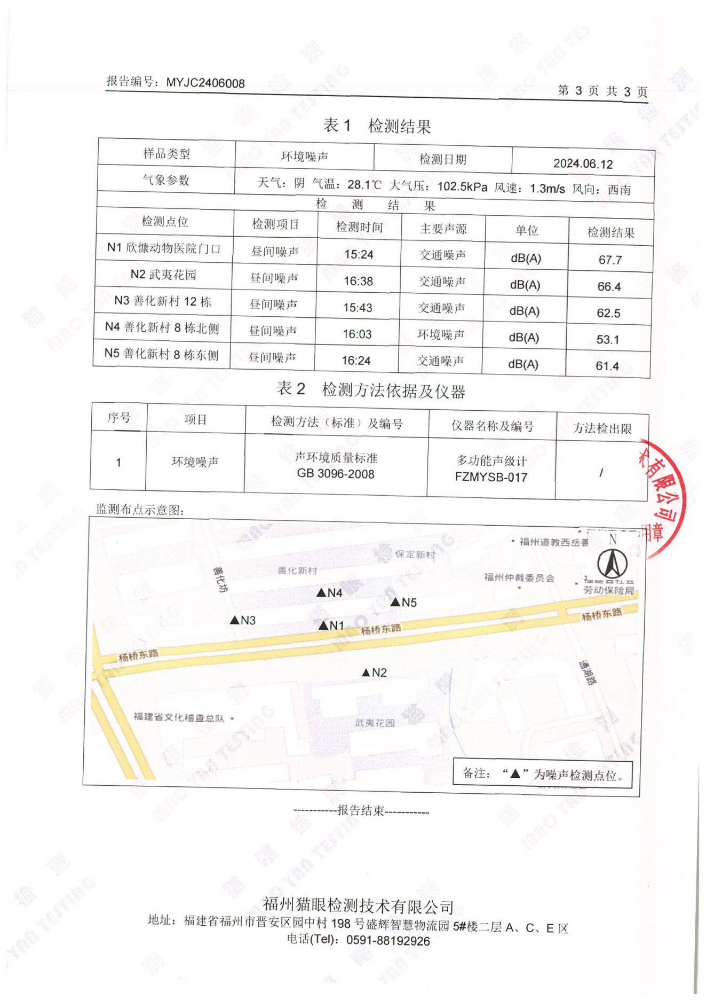 报告编号：MYJC2406008
第 3 页 共 3 页
表 1 检测结果
样品类型 环境噪声 检测日期 2024.06.12
气象参数 天气：阴 气温：28.1℃ 大气压：102.5kPa 风速：1.3m/s 风向：西南
检 测 结 果
检测点位 检测项目 检测时间 主要声源 单位 检测结果
N1 欣慷动物医院门口 昼间噪声 15:24 交通噪声 dB(A) 67.7
N2 武夷花园 昼间噪声 16:38 交通噪声 dB(A) 66.4
N3 善化新村 12 栋 昼间噪声 15:43 交通噪声 dB(A) 62.5
N4 善化新村 8 栋北侧 昼间噪声 16:03 环境噪声 dB(A) 53.1
N5 善化新村 8 栋东侧 昼间噪声 16:24 交通噪声 dB(A) 61.4
表 2 检测方法依据及仪器
序号 项目 检测方法（标准）及编号 仪器名称及编号 方法检出限
1 环境噪声 声环境质量标准 多功能声级计 /
GB 3096-2008 FZMYSB-017
术有限公司
用章
监测布点示意图：
福州道教西岳
N
保定新村
善化新村
善化坊
福州仲裁委员会
劳动保险局
▲N4
▲N5
▲N3
▲N1
杨桥东路
杨桥东路
杨桥东路
▲N2
通湖路
福建省文化稽查总队
武夷花园
备注：“▲”为噪声检测点位。
-----------报告结束-----------
福州猫眼检测技术有限公司
地址：福建省福州市晋安区园中村 198 号盛辉智慧物流园 5#楼二层 A、C、E 区
电话(Tel)：0591-88192926
猫眼检测
MAO YAN TESTING